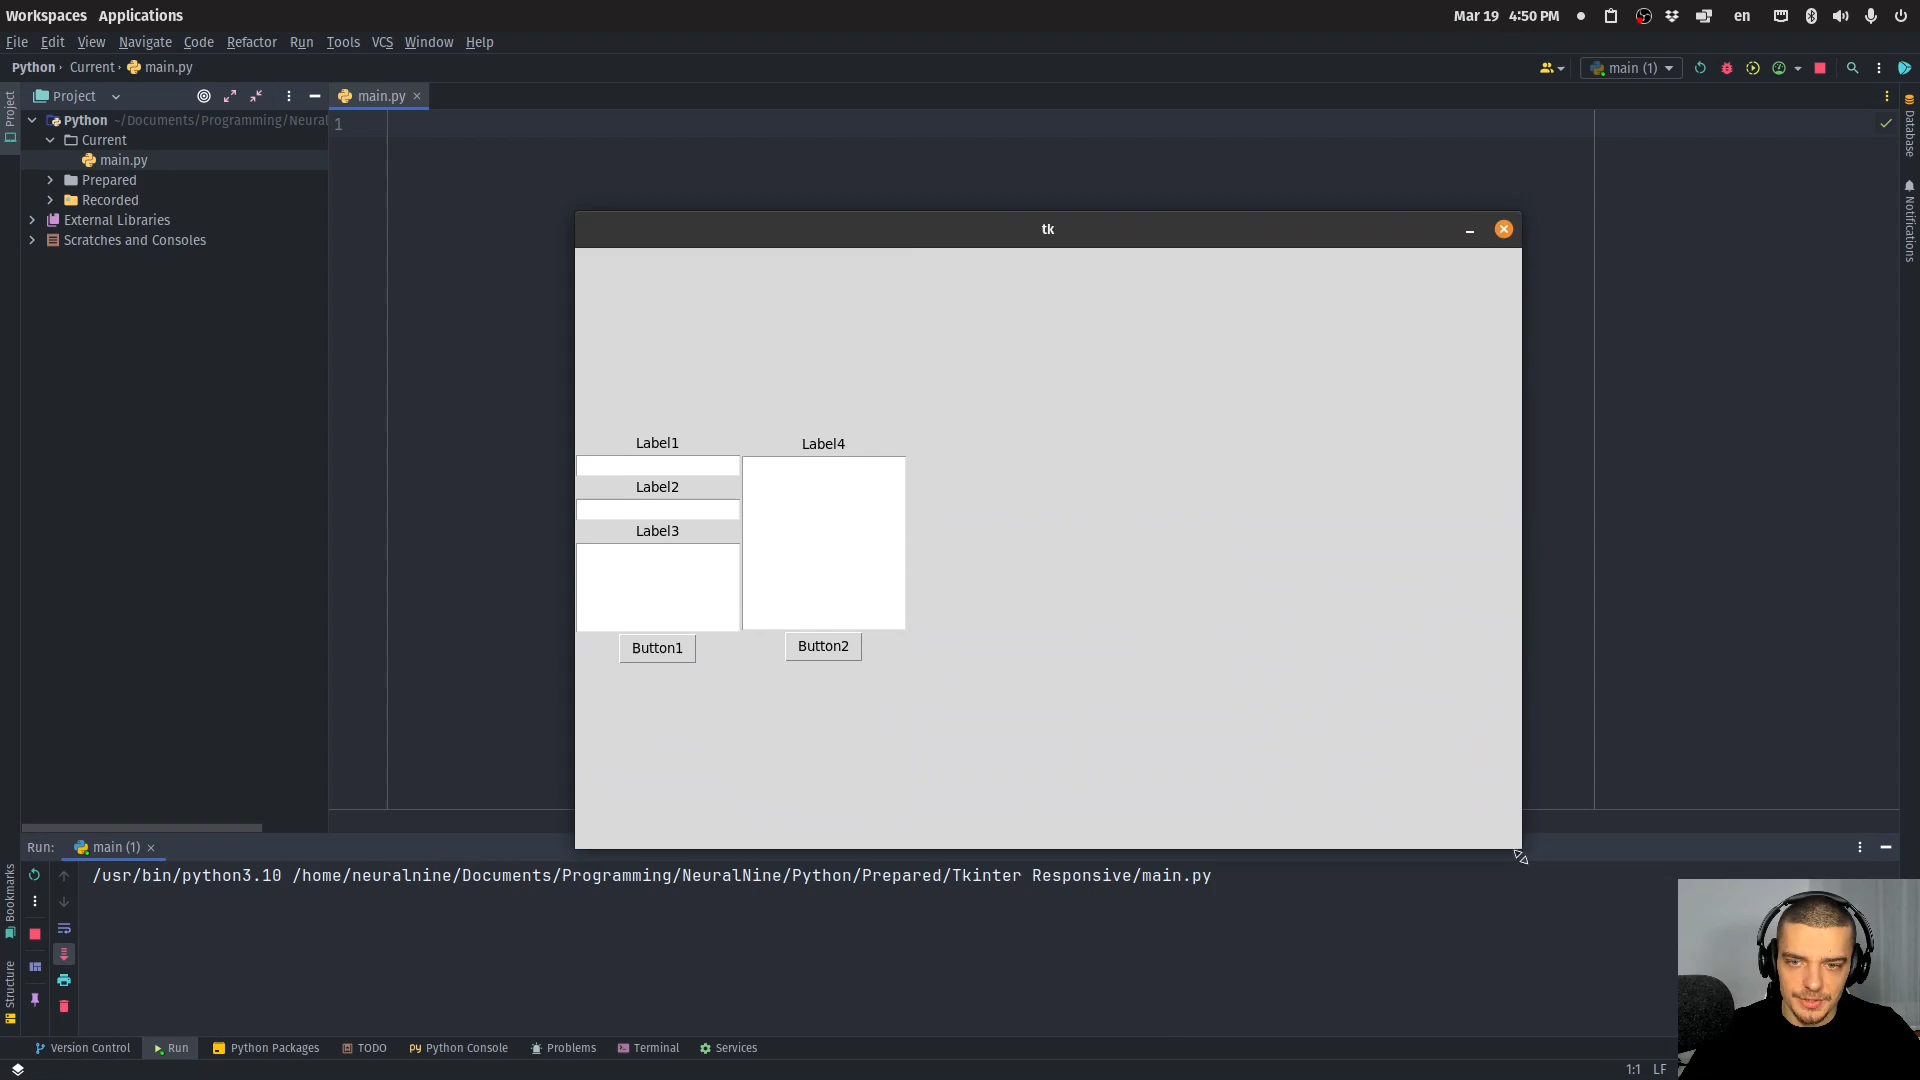 Workspaces Applications
Mar 19 4:50 PM en
File Edit View Navigate Code Refactor Run Tools VCS Window Help
Python Current main.py
main (1)
Project
Project
main.py
Database
Python ~/Documents/Programming/Neural
1
Current
main.py
Prepared
Notifications
Recorded
External Libraries
Scratches and Consoles
tk
Label1
Label4
Label2
Label3
Button1
Button2
Run: main (1)
/usr/bin/python3.10 /home/neuralnine/Documents/Programming/NeuralNine/Python/Prepared/Tkinter Responsive/main.py
Bookmarks
Structure
Version Control Run Python Packages TODO Python Console Problems Terminal Services
1:1 LF